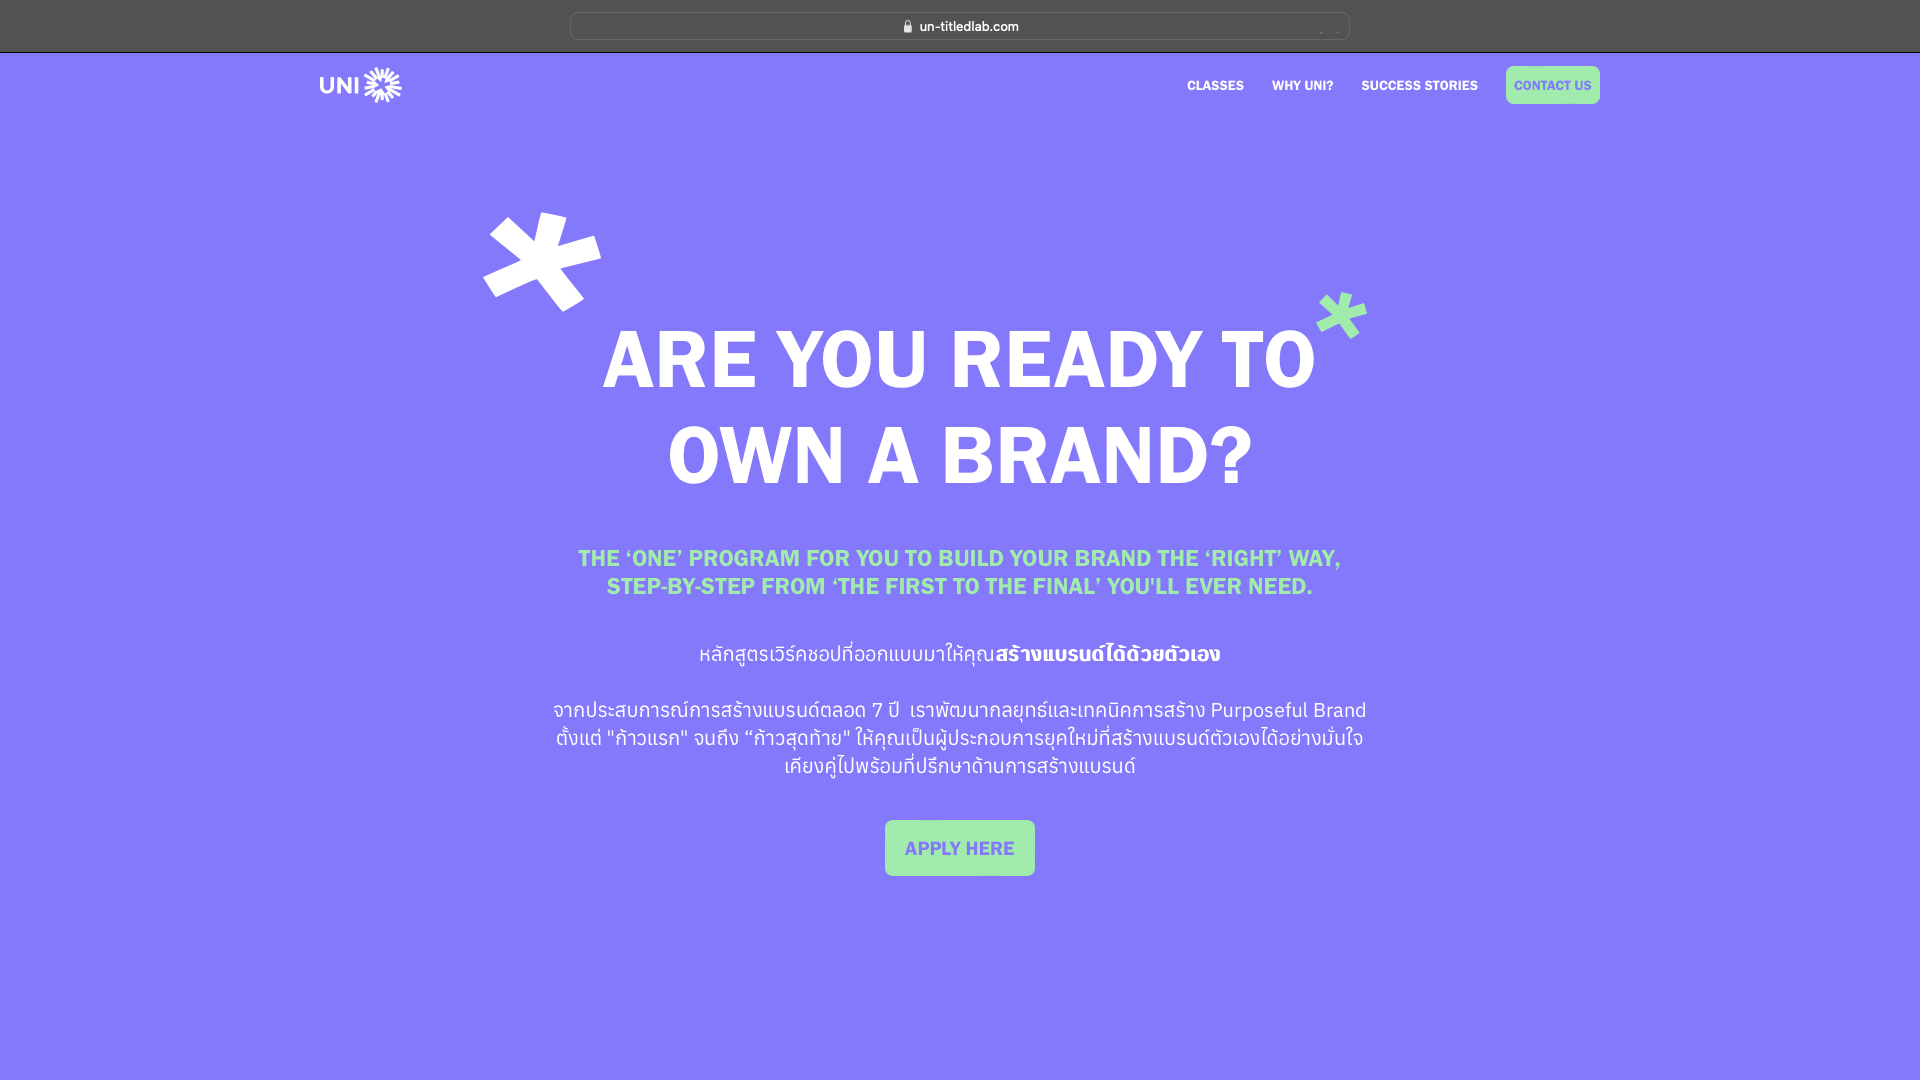 un-titledlab.com
UNI
CLASSES
WHY UNI?
SUCCESS STORIES
CONTACT US
ARE YOU READY TO
OWN A BRAND?
THE ‘ONE’ PROGRAM FOR YOU TO BUILD YOUR BRAND THE ‘RIGHT’ WAY,
STEP-BY-STEP FROM ‘THE FIRST TO THE FINAL’ YOU'LL EVER NEED.
หลักสูตรเวิร์คชอปที่ออกแบบมาให้คุณสร้างแบรนด์ได้ด้วยตัวเอง
จากประสบการณ์การสร้างแบรนด์ตลอด 7 ปี เราพัฒนากลยุทธ์และเทคนิคการสร้าง Purposeful Brand
ตั้งแต่ "ก้าวแรก" จนถึง “ก้าวสุดท้าย" ให้คุณเป็นผู้ประกอบการยุคใหม่ที่สร้างแบรนด์ตัวเองได้อย่างมั่นใจ
เคียงคู่ไปพร้อมที่ปรึกษาด้านการสร้างแบรนด์
APPLY HERE